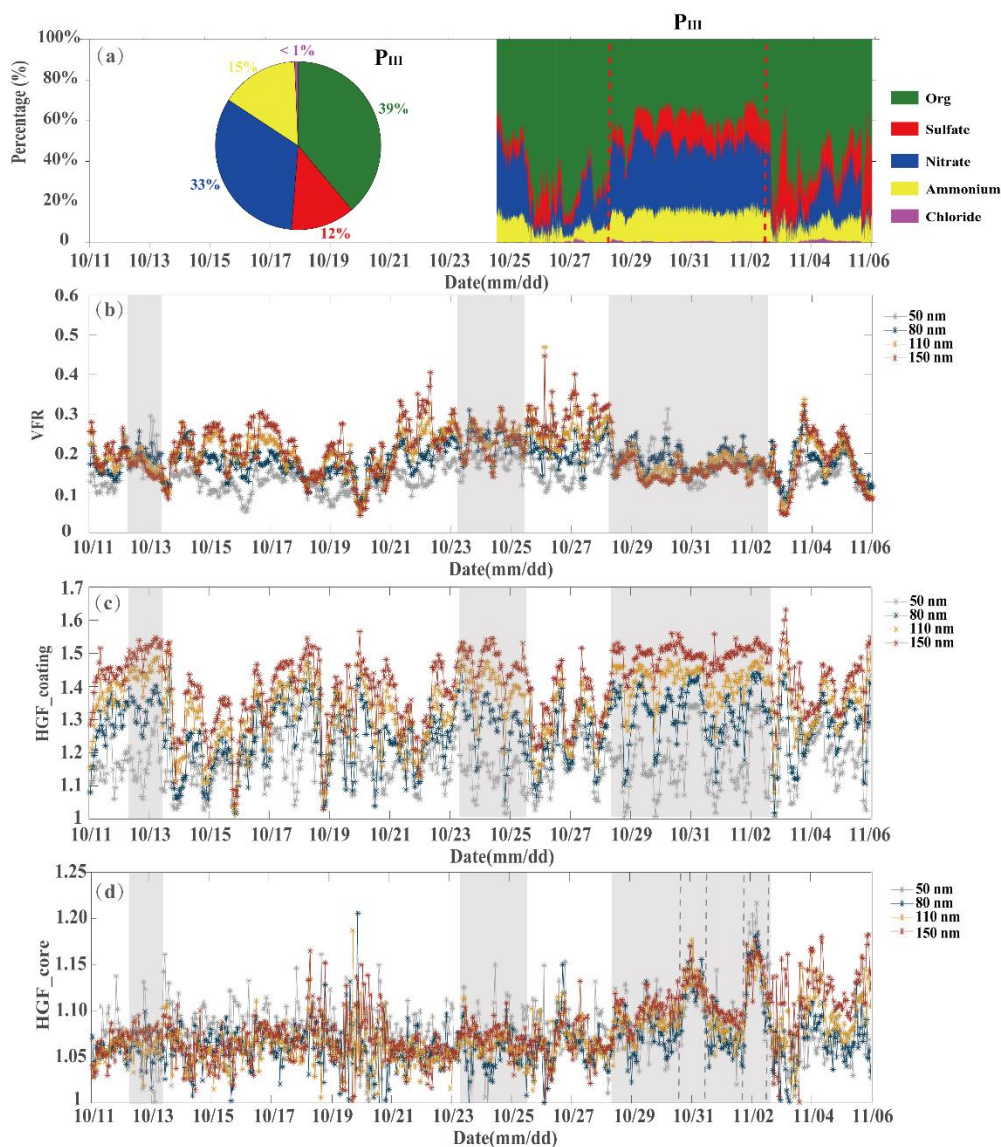 P_III
P_III
(a)
< 1%
15%
39%
33%
12%
Percentage (%)
100%
80%
60%
40%
20%
0
Org
Sulfate
Nitrate
Ammonium
Chloride
10/11 10/13 10/15 10/17 10/19 10/21 10/23 10/25 10/27 10/29 10/31 11/02 11/04 11/06
Date(mm/dd)
(b)
VFR
0.6
0.5
0.4
0.3
0.2
0.1
0
50 nm
80 nm
110 nm
150 nm
10/11 10/13 10/15 10/17 10/19 10/21 10/23 10/25 10/27 10/29 10/31 11/02 11/04 11/06
Date(mm/dd)
(c)
HGF_coating
1.7
1.6
1.5
1.4
1.3
1.2
1.1
1
50 nm
80 nm
110 nm
150 nm
10/11 10/13 10/15 10/17 10/19 10/21 10/23 10/25 10/27 10/29 10/31 11/02 11/04 11/06
Date(mm/dd)
(d)
HGF_core
1.25
1.20
1.15
1.10
1.05
1
50 nm
80 nm
110 nm
150 nm
10/11 10/13 10/15 10/17 10/19 10/21 10/23 10/25 10/27 10/29 10/31 11/02 11/04 11/06
Date(mm/dd)